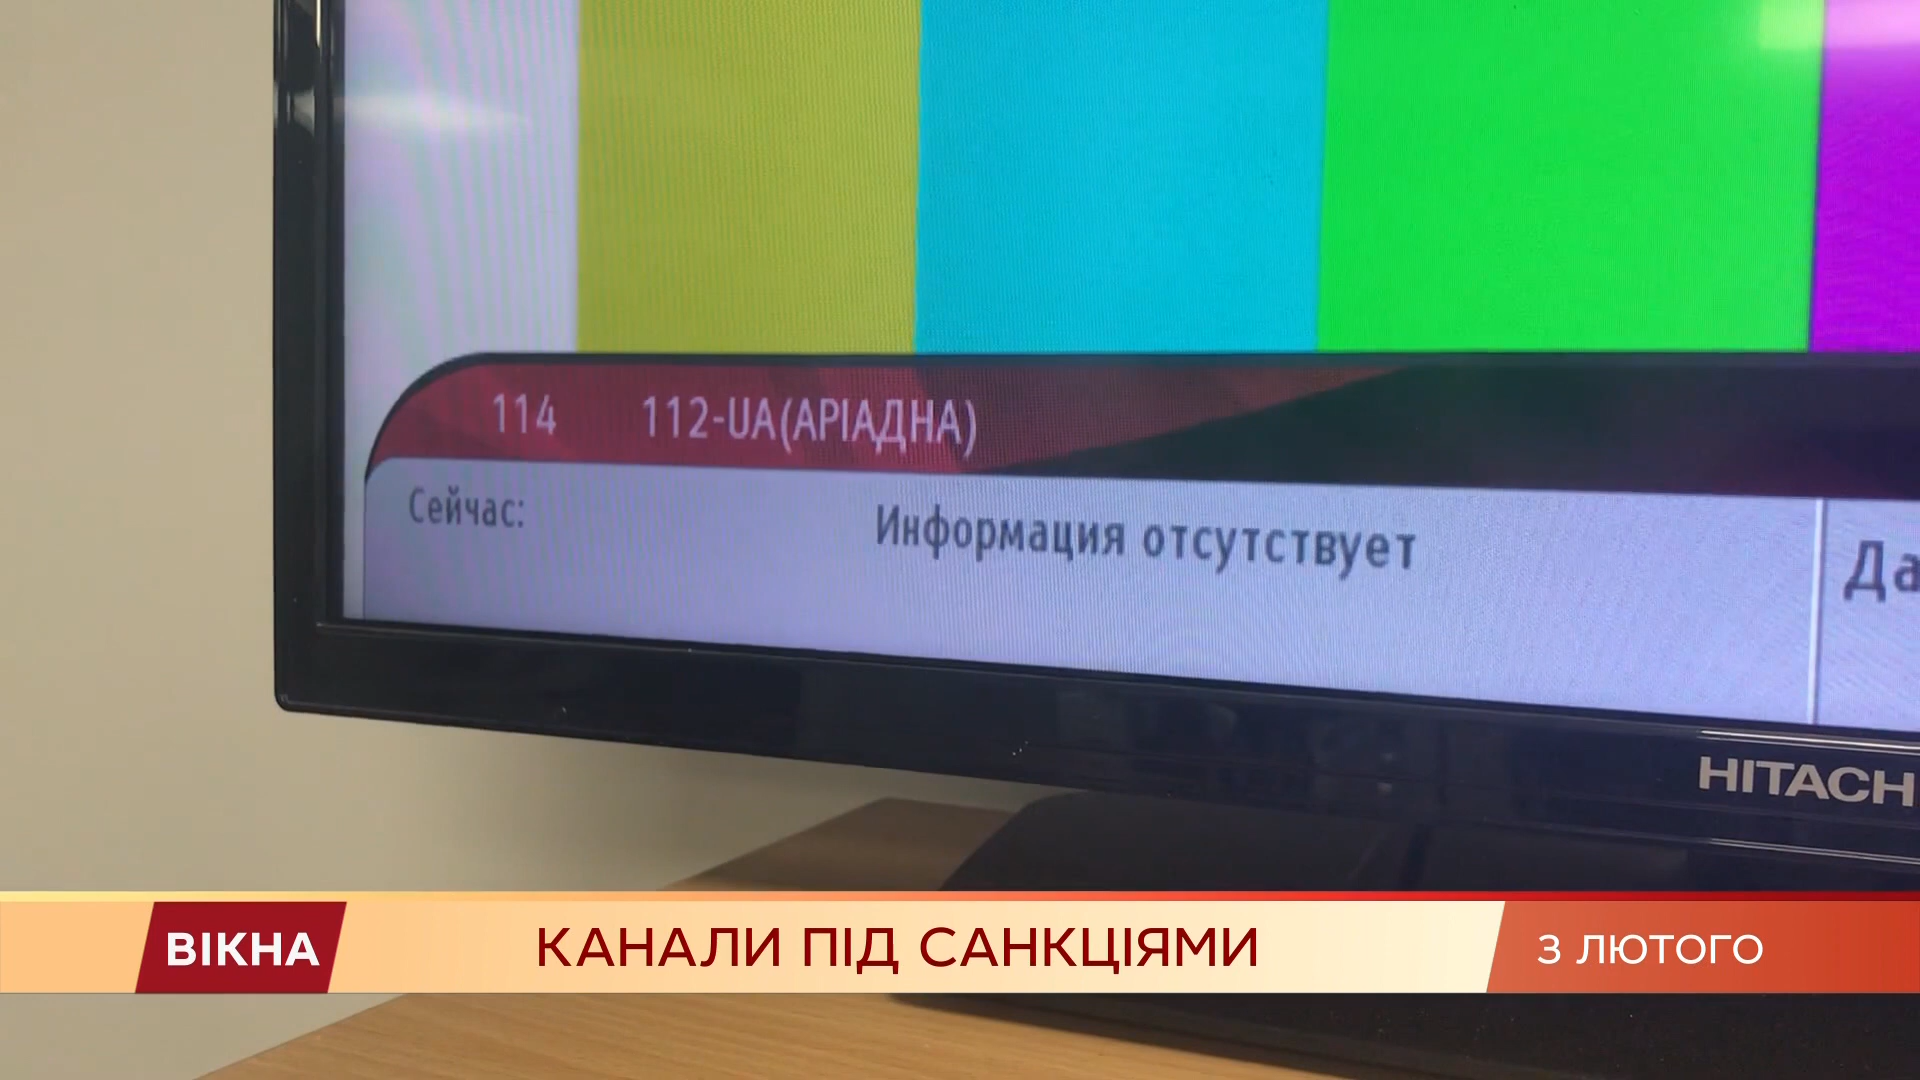 114 112-UA(АРІАДНА)
Сейчас: Информация отсутствует
HITACH
ВІКНА КАНАЛИ ПІД САНКЦІЯМИ 3 ЛЮТОГО